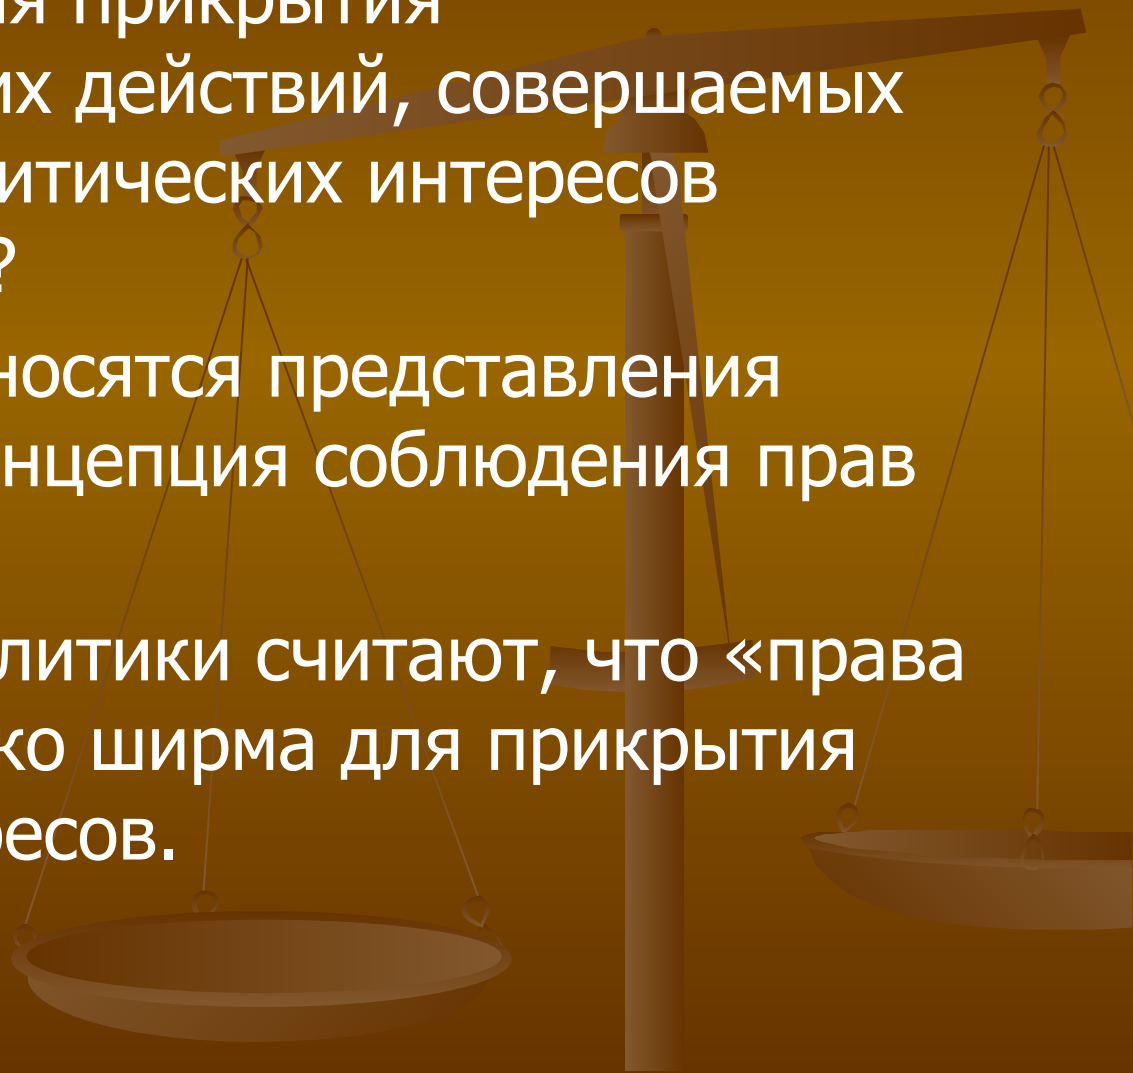 ия прикрытия
их действий, совершаемых
итических интересов
?
носятся представления
нцепция соблюдения прав
литики считают, что «права
ко ширма для прикрытия
ресов.